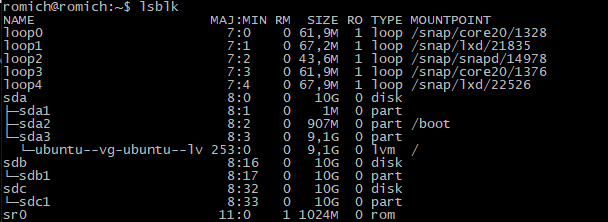 romich@romich:~$ lsblk
NAME                      MAJ:MIN RM  SIZE RO TYPE MOUNTPOINT
loop0                       7:0    0 61,9M  1 loop /snap/core20/1328
loop1                       7:1    0 67,2M  1 loop /snap/lxd/21835
loop2                       7:2    0 43,6M  1 loop /snap/snapd/14978
loop3                       7:3    0 61,9M  1 loop /snap/core20/1376
loop4                       7:4    0 67,9M  1 loop /snap/lxd/22526
sda                         8:0    0   10G  0 disk
├─sda1                      8:1    0    1M  0 part
├─sda2                      8:2    0  907M  0 part /boot
└─sda3                      8:3    0  9,1G  0 part
  └─ubuntu--vg-ubuntu--lv 253:0    0  9,1G  0 lvm  /
sdb                         8:16   0   10G  0 disk
└─sdb1                      8:17   0   10G  0 part
sdc                         8:32   0   10G  0 disk
└─sdc1                      8:33   0   10G  0 part
sr0                        11:0    1 1024M  0 rom